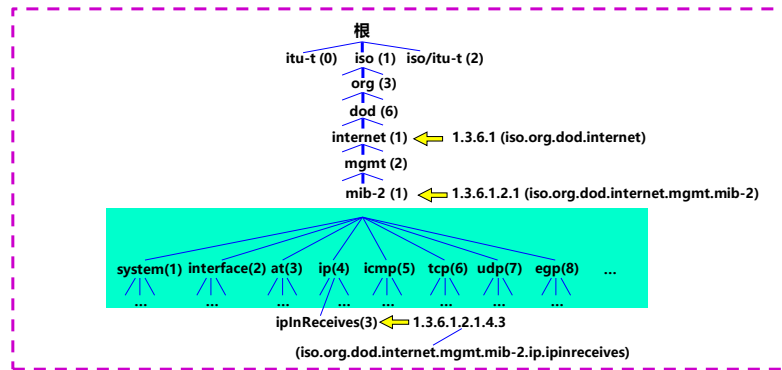 根
itu-t (0) iso (1) iso/itu-t (2)
org (3)
dod (6)
internet (1) 1.3.6.1 (iso.org.dod.internet)
mgmt (2)
mib-2 (1) 1.3.6.1.2.1 (iso.org.dod.internet.mgmt.mib-2)
system(1) interface(2) at(3) ip(4) icmp(5) tcp(6) udp(7) egp(8) ...
... ... ... ... ... ... ... ...
ipInReceives(3) 1.3.6.1.2.1.4.3
(iso.org.dod.internet.mgmt.mib-2.ip.ipinreceives)